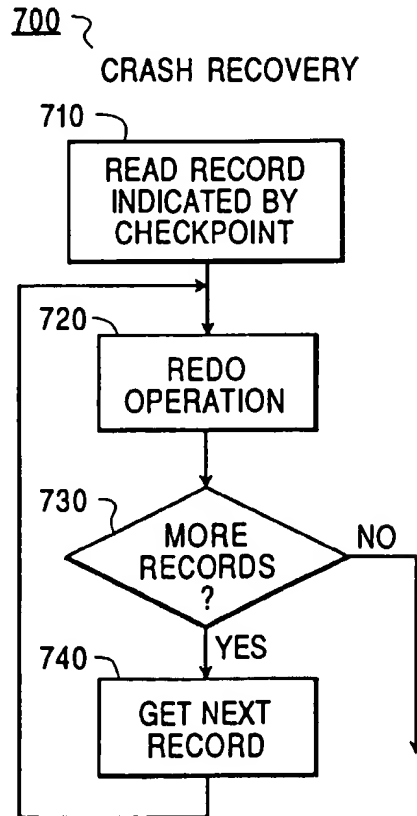 700
CRASH RECOVERY
710
READ RECORD
INDICATED BY
CHECKPOINT
720
REDO
OPERATION
730
MORE
RECORDS
?
NO
YES
740
GET NEXT
RECORD